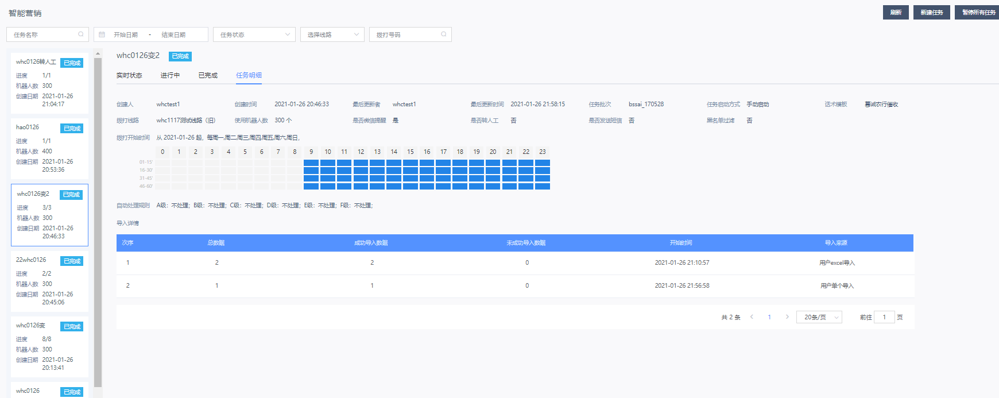 智能营销
刷新 新建任务 暂停所有任务
任务名称 开始日期 - 结束日期 任务状态 选择线路 拨打号码
whc0126转人工 已完成
进度 1/1
机器人数 300
创建日期 2021-01-26
21:04:17
hao0126 已完成
进度 1/1
机器人数 400
创建日期 2021-01-26
20:53:36
whc0126变2 已完成
进度 3/3
机器人数 300
创建日期 2021-01-26
20:46:33
22whc0126 已完成
进度 2/2
机器人数 300
创建日期 2021-01-26
20:45:06
whc0126变 已完成
进度 8/8
机器人数 300
创建日期 2021-01-26
20:13:41
whc0126 已完成
whc0126变2 已完成
实时状态 进行中 已完成 任务明细
创建人 whctest1 创建时间 2021-01-26 20:46:33 最后更新者 whctest1 最后更新时间 2021-01-26 21:58:15 任务批次 bssai_170528 任务启动方式 手动启动 话术模板 慕诚农行催收
拨打线路 whc1117测试线路（旧） 使用机器人数 300 个 是否微信提醒 是 是否转人工 否 是否发送短信 否 黑名单过滤 否
拨打开始时间 从 2021-01-26 起，每周一,周二,周三,周四,周五,周六,周日,
0 1 2 3 4 5 6 7 8 9 10 11 12 13 14 15 16 17 18 19 20 21 22 23
01-15'
16-30'
31-45'
46-60'
自动处理规则 A级：不处理；B级：不处理；C级：不处理；D级：不处理；E级：不处理；F级：不处理；
导入详情
次序 总数据 成功导入数据 未成功导入数据 开始时间 导入来源
1 2 2 0 2021-01-26 21:10:57 用户excel导入
2 1 1 0 2021-01-26 21:56:58 用户单个导入
共 2 条 1 20条/页 前往 1 页